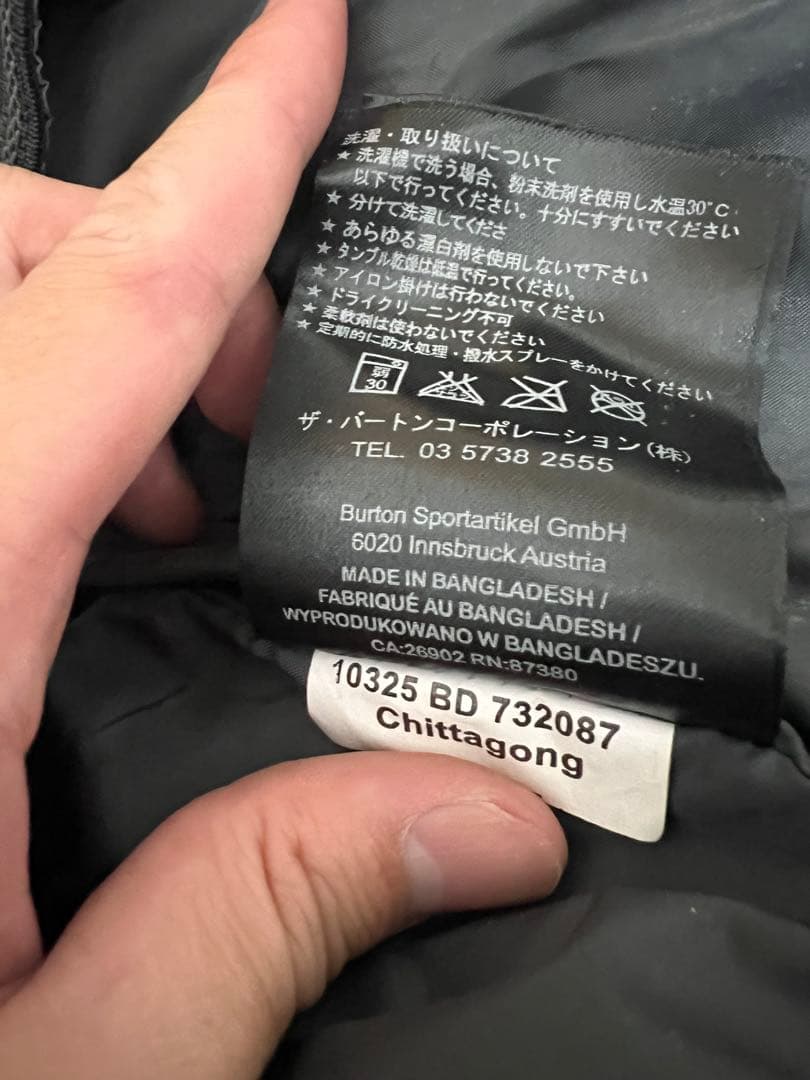 洗濯・取り扱いについて
★ 洗濯機で洗う場合、粉末洗剤を使用し水温30°C
以下で行ってください。十分にすすいでください
★ 分けて洗濯してくださ
★ あらゆる漂白剤を使用しないで下さい
★ タンブル乾燥は低温で行ってください。
★ アイロン掛けは行わないでください
★ ドライクリーニング不可
★ 柔軟剤は使わないでください
★ 定期的に防水処理・撥水スプレーをかけてください
弱
30
エンソサラシ
ザ・バートンコーポレーション(株)
TEL. 03 5738 2555
Burton Sportartikel GmbH
6020 Innsbruck Austria
MADE IN BANGLADESH /
FABRIQUÉ AU BANGLADESH /
WYPRODUKOWANO W BANGLADESZU.
CA:26902 RN:87380
10325 BD 732087
Chittagong